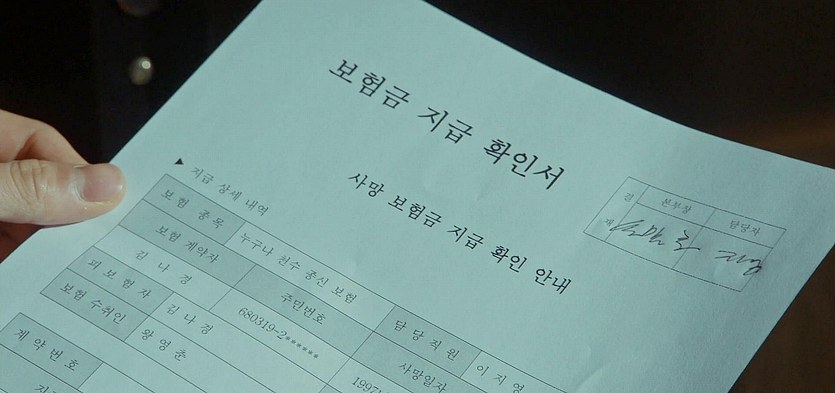 보험금 지급 확인서
사망 보험금 지급 확인 안내
결재 본부장 담당자
▶ 지급 상세 내역
보험 종목 누구나 천수 종신 보험 담당직원 이지영
보험 계약자 김나경 주민번호 680319-2****** 사망일자 1997
피보험자 김나경
보험 수취인 왕영춘
계약번호